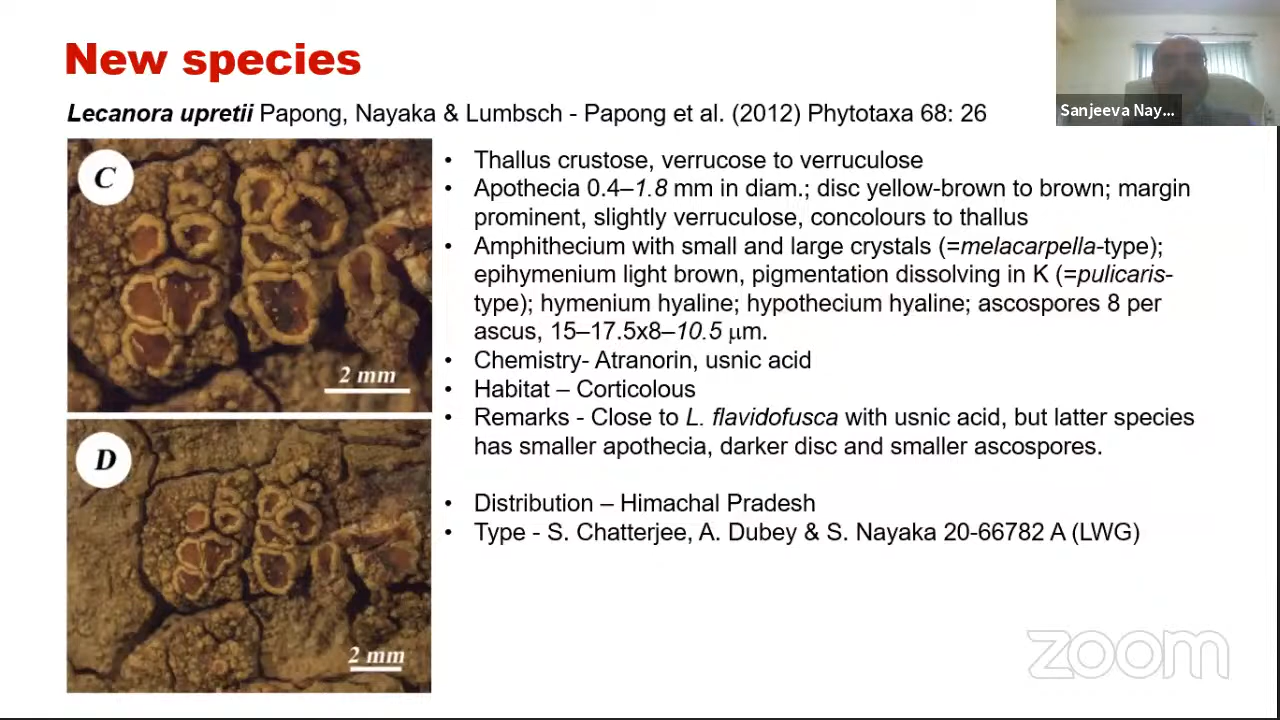 New species
Sanjeeva Nay...
Lecanora upretii Papong, Nayaka & Lumbsch - Papong et al. (2012) Phytotaxa 68: 26
C
2 mm
D
2 mm
• Thallus crustose, verrucose to verruculose
• Apothecia 0.4–1.8 mm in diam.; disc yellow-brown to brown; margin
prominent, slightly verruculose, concolours to thallus
• Amphithecium with small and large crystals (=melacarpella-type);
epihymenium light brown, pigmentation dissolving in K (=pulicaris-
type); hymenium hyaline; hypothecium hyaline; ascospores 8 per
ascus, 15–17.5x8–10.5 μm.
• Chemistry- Atranorin, usnic acid
• Habitat – Corticolous
• Remarks - Close to L. flavidofusca with usnic acid, but latter species
has smaller apothecia, darker disc and smaller ascospores.
• Distribution – Himachal Pradesh
• Type - S. Chatterjee, A. Dubey & S. Nayaka 20-66782 A (LWG)
zoom